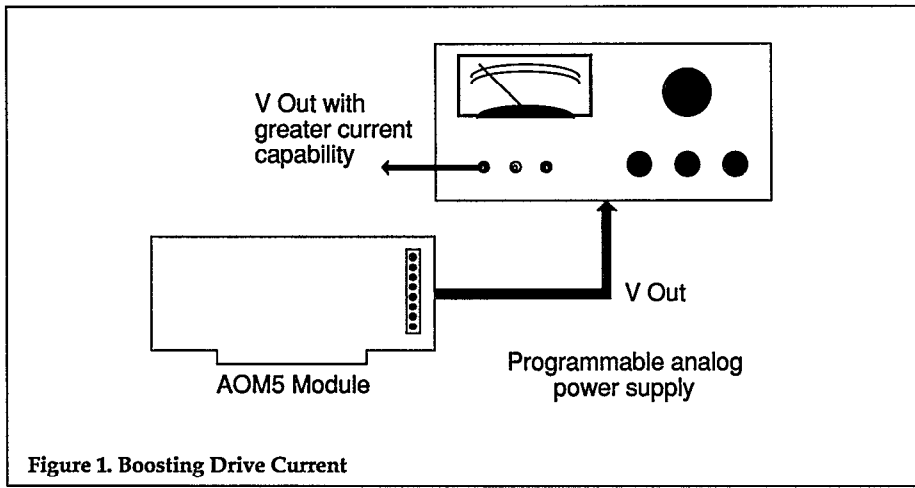 V Out with
greater current
capability
V Out
AOM5 Module
Programmable analog
power supply
Figure 1. Boosting Drive Current